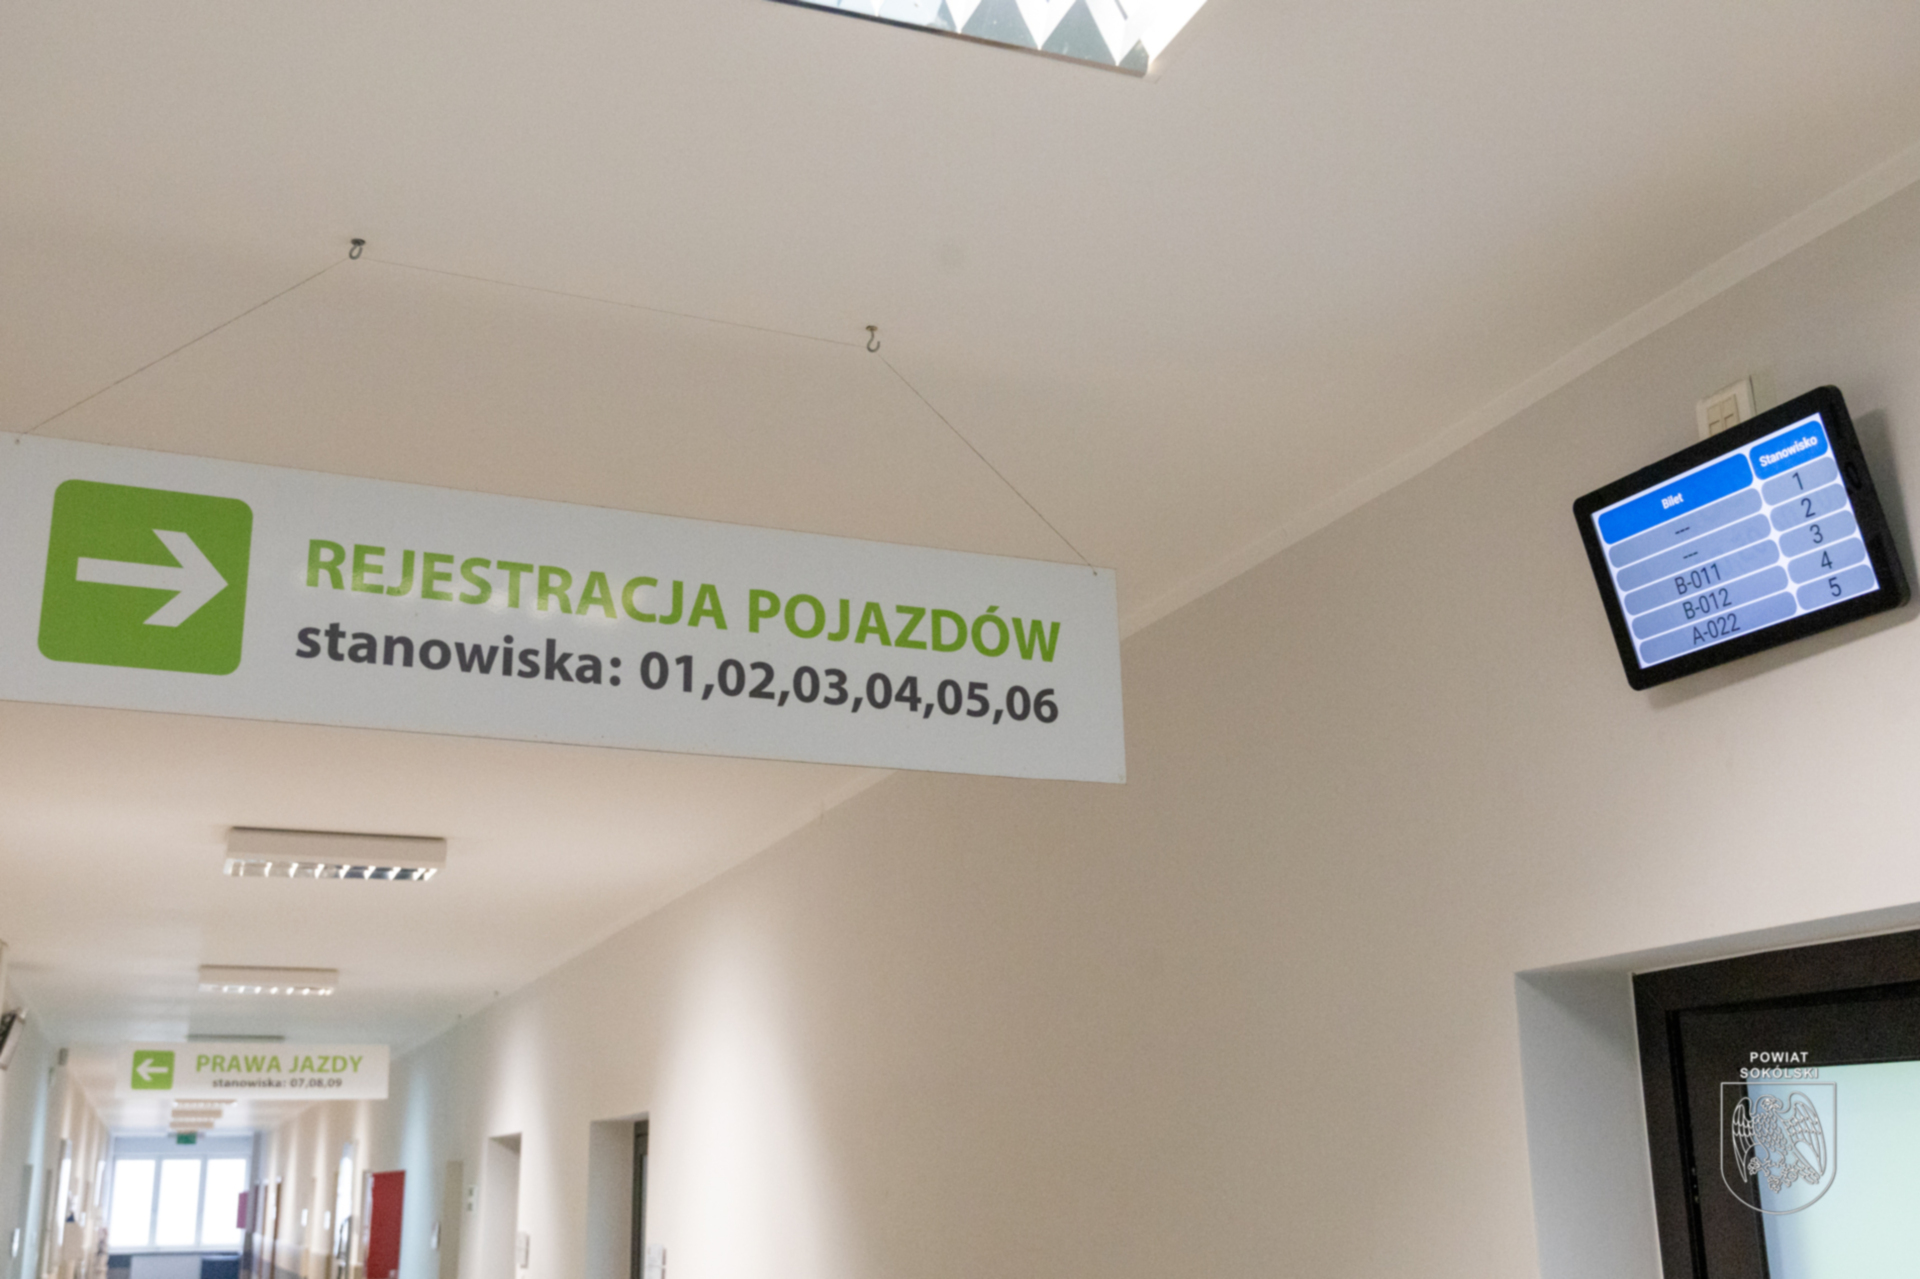 REJESTRACJA POJAZDÓW
stanowiska: 01,02,03,04,05,06
Bilet Stanowisko
--- 1
--- 2
B-011 3
B-012 4
A-022 5
PRAWA JAZDY
stanowiska: 07,08,09
POWIAT
SOKÓLSKI